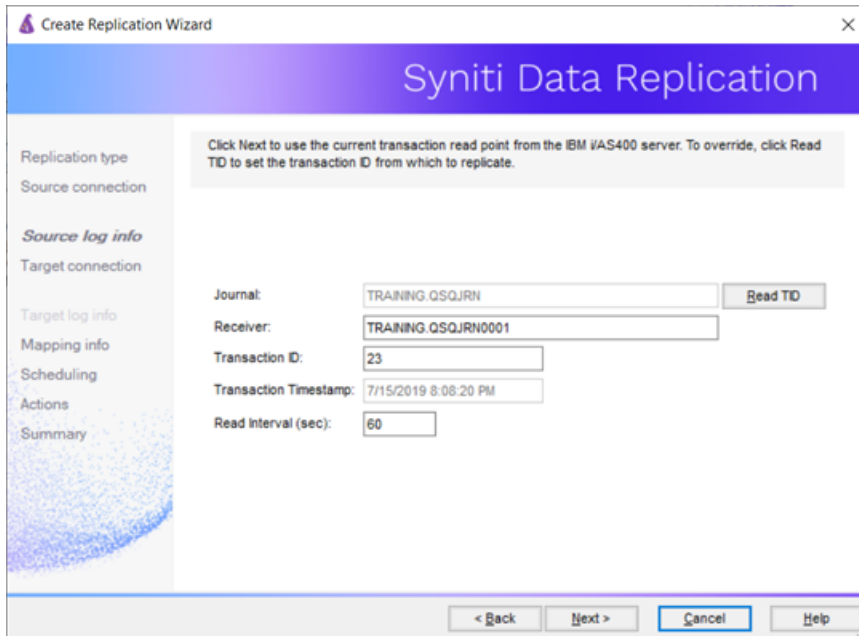 Create Replication Wizard
Syniti Data Replication
Click Next to use the current transaction read point from the IBM i/AS400 server. To override, click Read
TID to set the transaction ID from which to replicate.
Replication type
Source connection
Source log info
Target connection
Target log info
Mapping info
Scheduling
Actions
Summary
Journal: TRAINING.QSQJRN Read TID
Receiver: TRAINING.QSQJRN0001
Transaction ID: 23
Transaction Timestamp: 7/15/2019 8:08:20 PM
Read Interval (sec): 60
< Back Next > Cancel Help